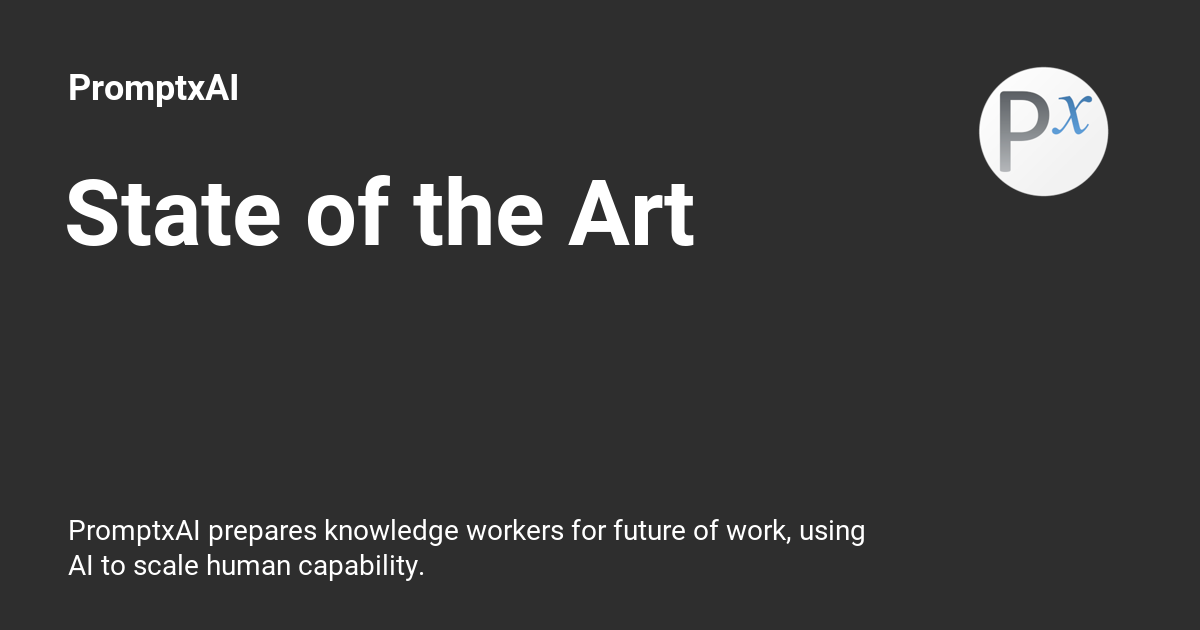 PromptxAI
Px
State of the Art
PromptxAI prepares knowledge workers for future of work, using
AI to scale human capability.